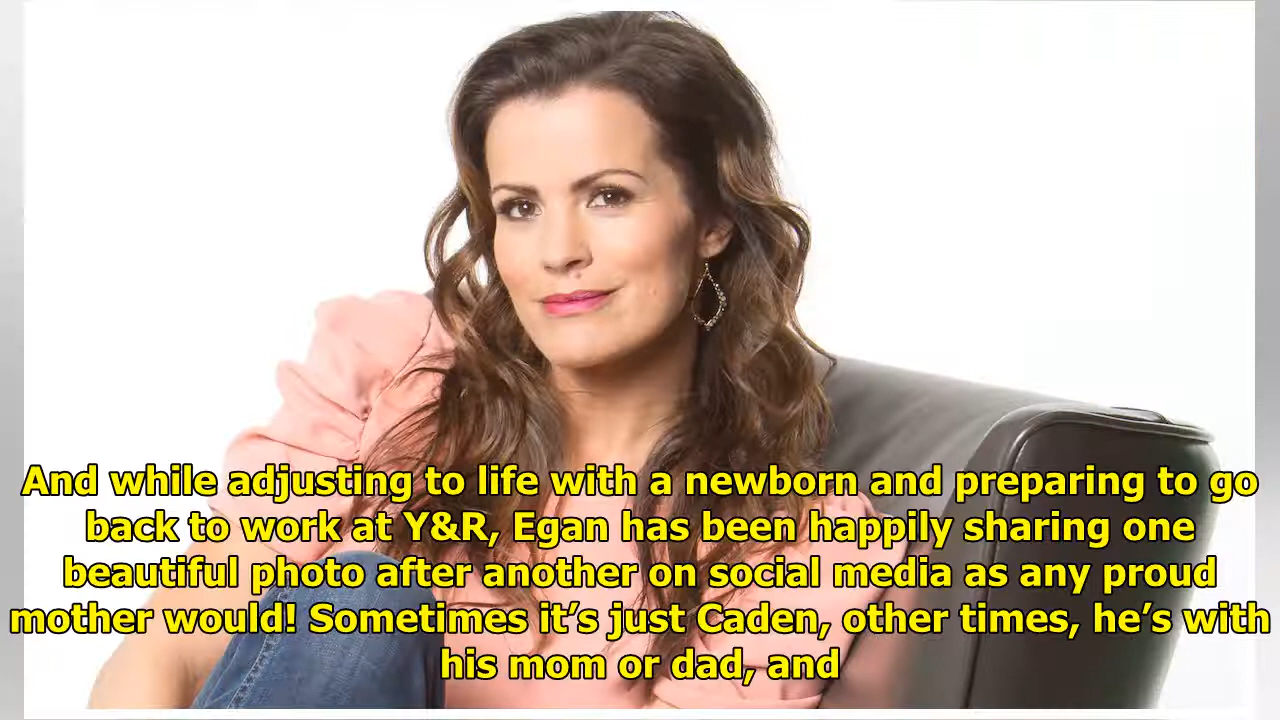 And while adjusting to life with a newborn and preparing to go
back to work at Y&R, Egan has been happily sharing one
beautiful photo after another on social media as any proud
mother would! Sometimes it’s just Caden, other times, he’s with
his mom or dad, and